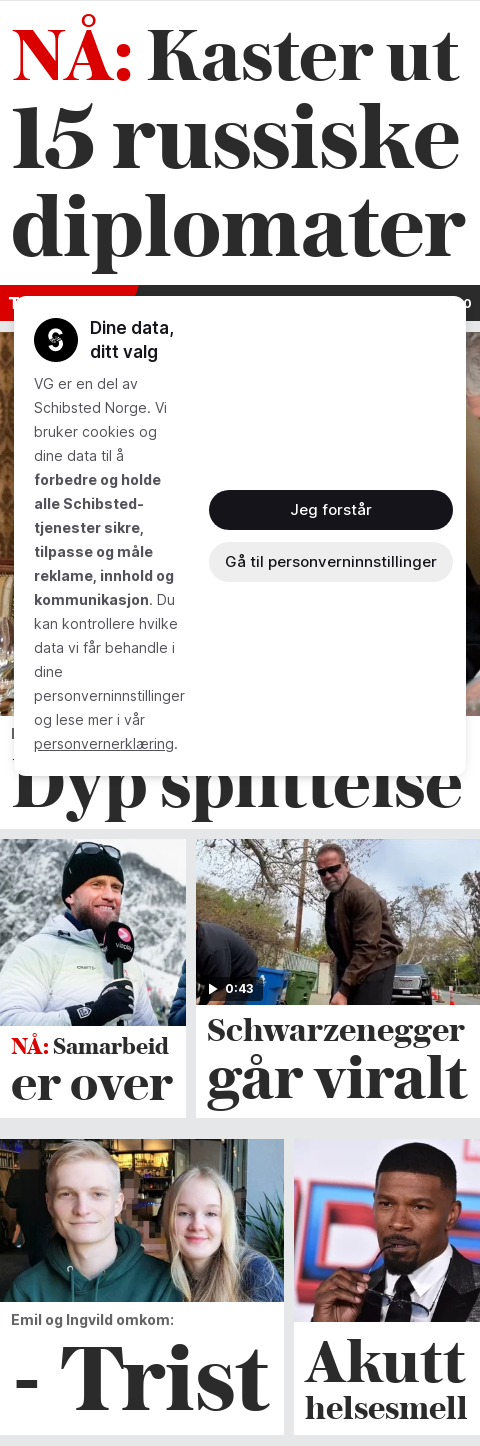 NÅ: Kaster ut
15 russiske
diplomater
Dine data,
ditt valg
VG er en del av
Schibsted Norge. Vi
bruker cookies og
dine data til å
forbedre og holde
alle Schibsted-
tjenester sikre,
tilpasse og måle
reklame, innhold og
kommunikasjon. Du
kan kontrollere hvilke
data vi får behandle i
dine
personverninnstillinger
og lese mer i vår
personvernerklæring.
Jeg forstår
Gå til personverninnstillinger
Dyp splittelse
0:43
NÅ: Samarbeid
er over
Schwarzenegger
går viralt
Emil og Ingvild omkom:
- Trist
Akutt
helsesmell